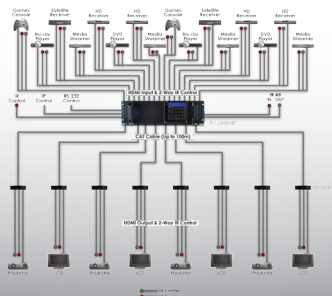 Games Console
Satellite Receiver
HD Receiver
HD Receiver
Games Console
Satellite Receiver
HD Receiver
HD Receiver
Blu-ray Player
Media Streamer
DVD Player
Media Streamer
Blu-ray Player
Media Streamer
DVD Player
Media Streamer
HDMI Input & 2-Way IR Control
IR Control
IP Control
RS-232 Control
IR All
IN OUT
CAT Cable (Up to 100m)
HDMI Output & 2-Way IR Control
Projector
LCD
Projector
LCD
Projector
LCD